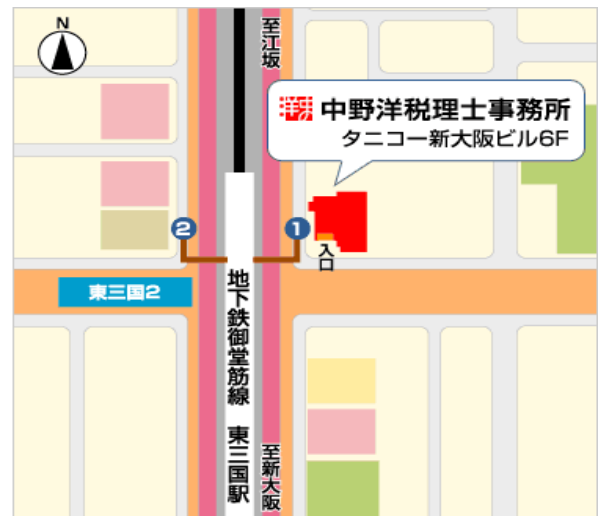 N
至江坂
洋 中野洋税理士事務所
タニコー新大阪ビル6F
2
1
入口
東三国2
地下鉄御堂筋線 東三国駅
至新大阪